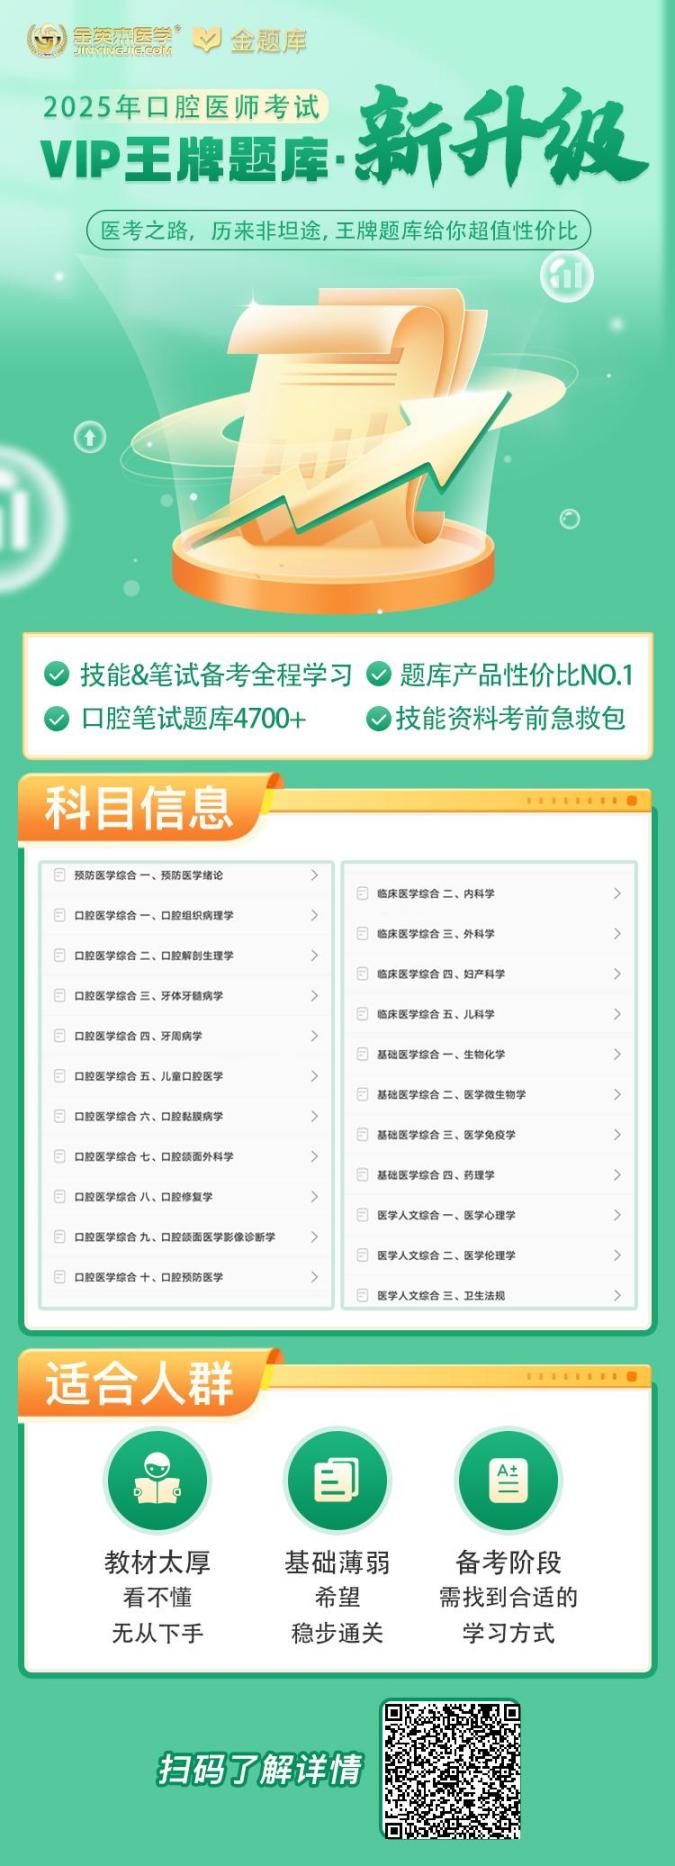 金英杰医学®
JINYINGJIE.COM
金题库
2025年口腔医师考试
VIP王牌题库·新升级
医考之路，历来非坦途，王牌题库给你超值性价比
技能&笔试备考全程学习
题库产品性价比NO.1
口腔笔试题库4700+
技能资料考前急救包
科目信息
预防医学综合 一、预防医学绪论
口腔医学综合 一、口腔组织病理学
口腔医学综合 二、口腔解剖生理学
口腔医学综合 三、牙体牙髓病学
口腔医学综合 四、牙周病学
口腔医学综合 五、儿童口腔医学
口腔医学综合 六、口腔黏膜病学
口腔医学综合 七、口腔颌面外科学
口腔医学综合 八、口腔修复学
口腔医学综合 九、口腔颌面医学影像诊断学
口腔医学综合 十、口腔预防医学
临床医学综合 二、内科学
临床医学综合 三、外科学
临床医学综合 四、妇产科学
临床医学综合 五、儿科学
基础医学综合 一、生物化学
基础医学综合 二、医学微生物学
基础医学综合 三、医学免疫学
基础医学综合 四、药理学
医学人文综合 一、医学心理学
医学人文综合 二、医学伦理学
医学人文综合 三、卫生法规
适合人群
A±
教材太厚
看不懂
无从下手
基础薄弱
希望
稳步通关
备考阶段
需找到合适的
学习方式
扫码了解详情